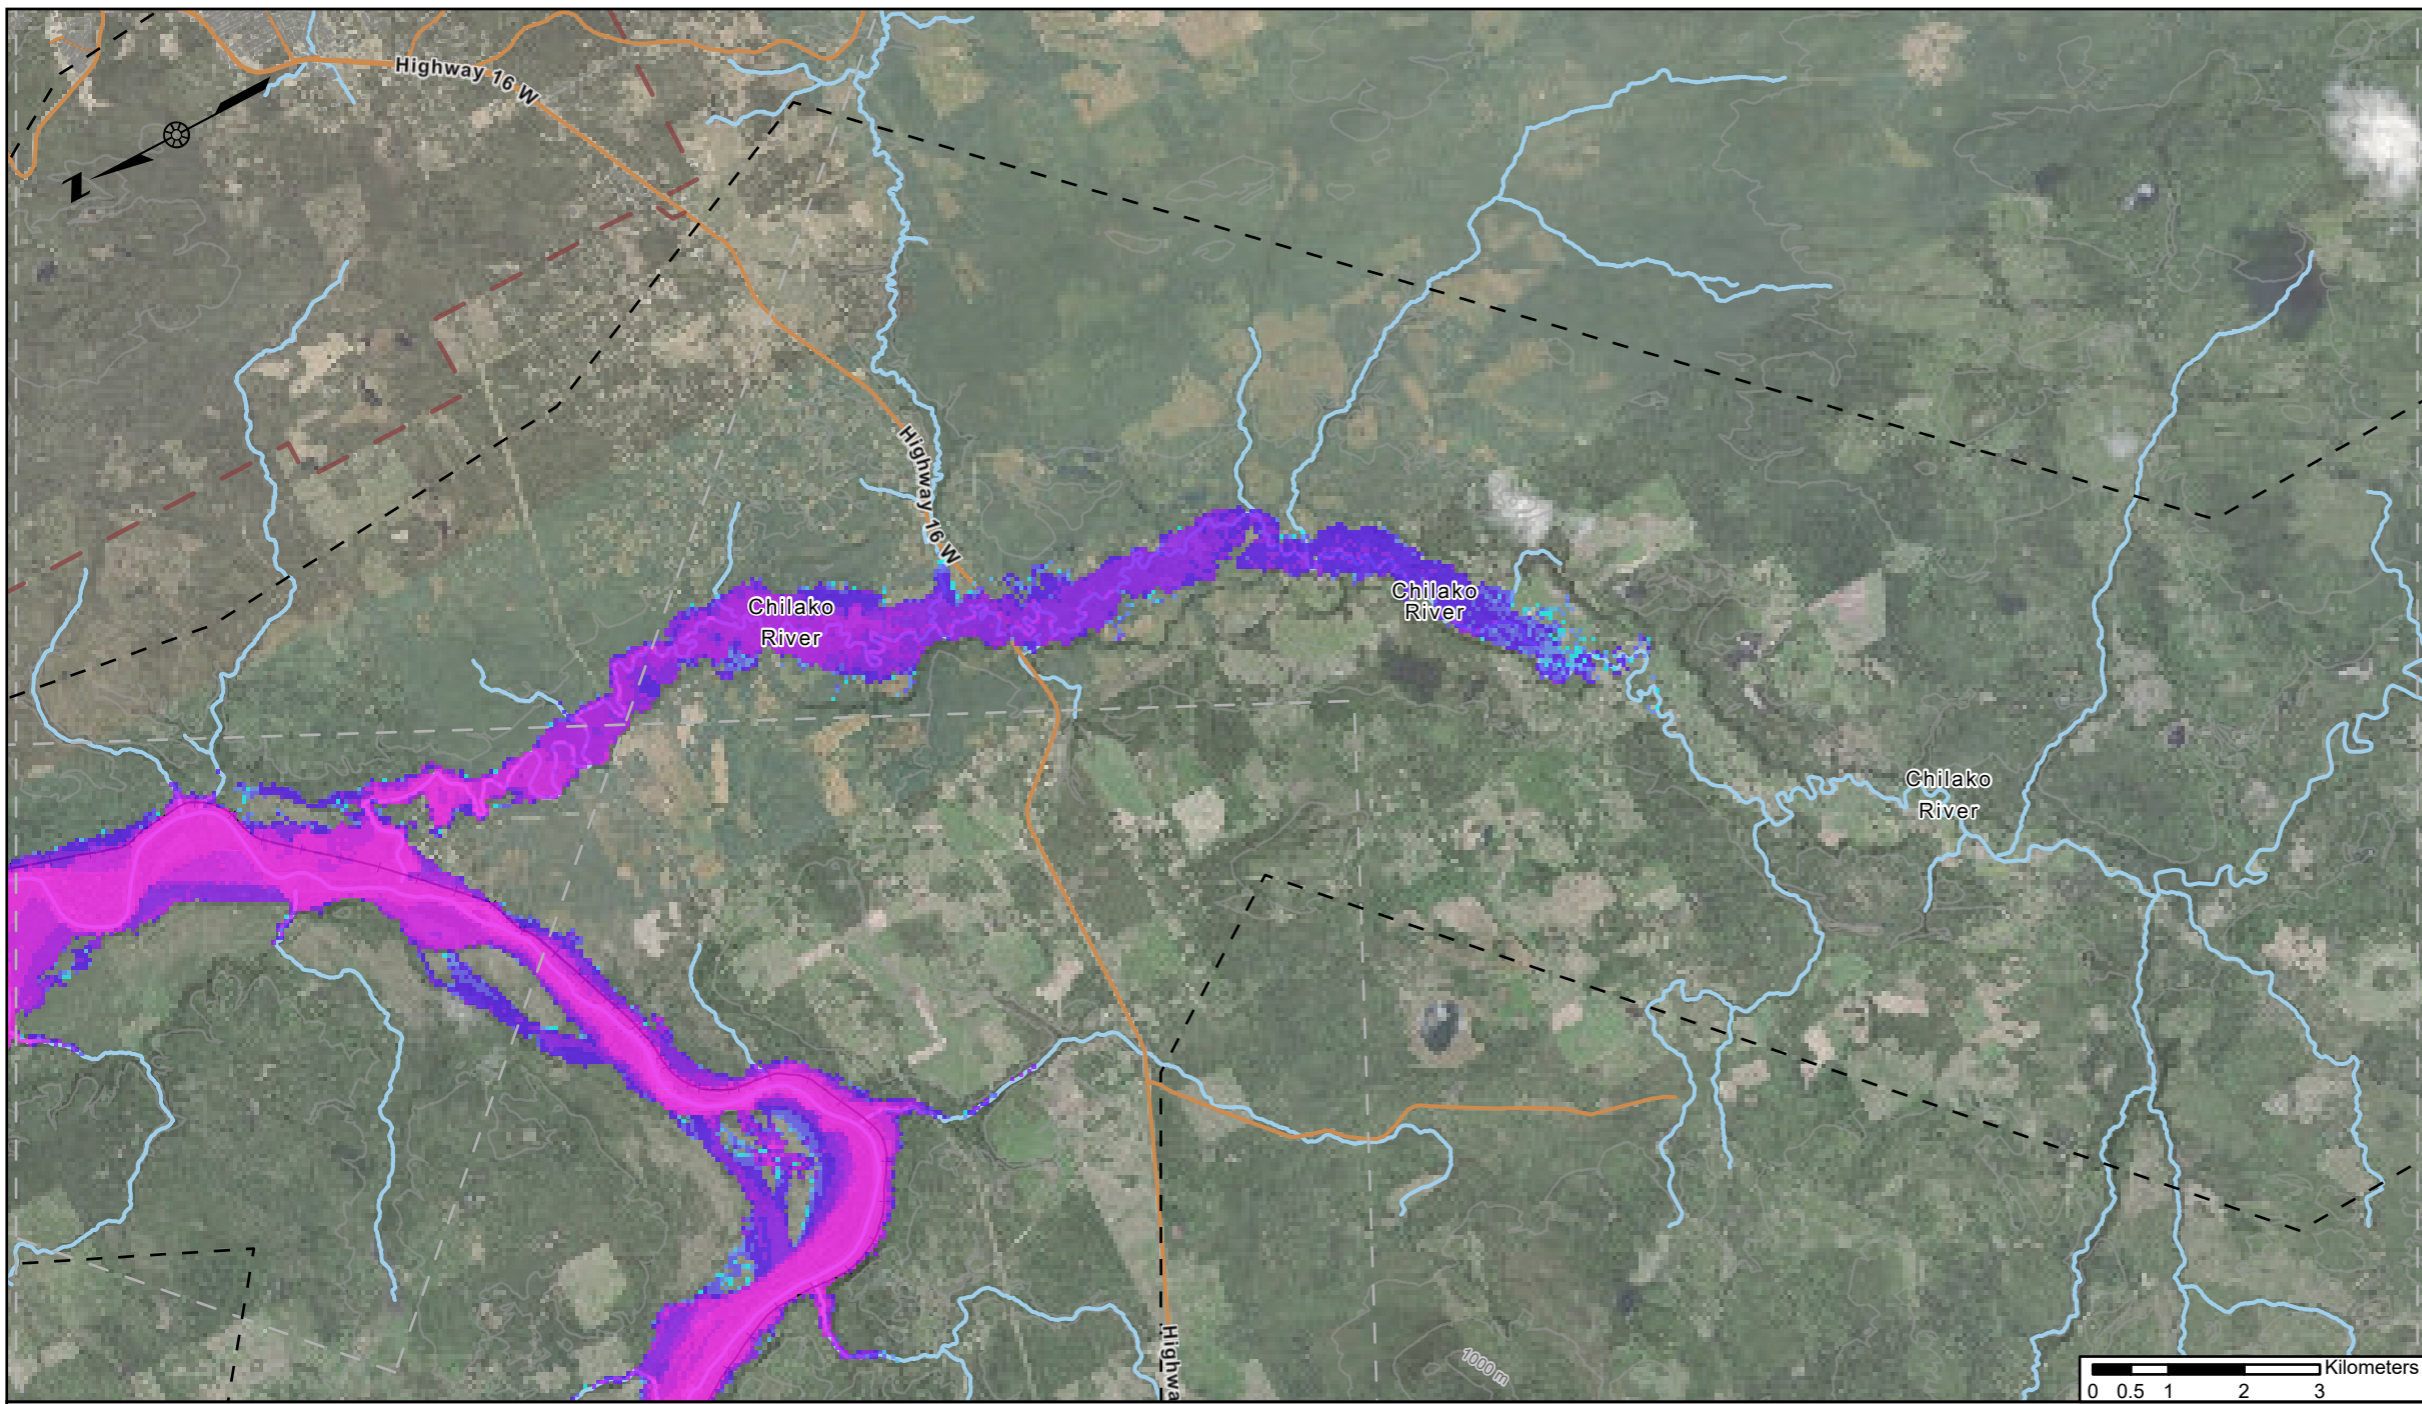 Highway 16 W
N
Highway 16 W
Chilako
River
Chilako
River
Chilako
River
Highwa
1000 m
Kilometers
0 0.5 1 2 3